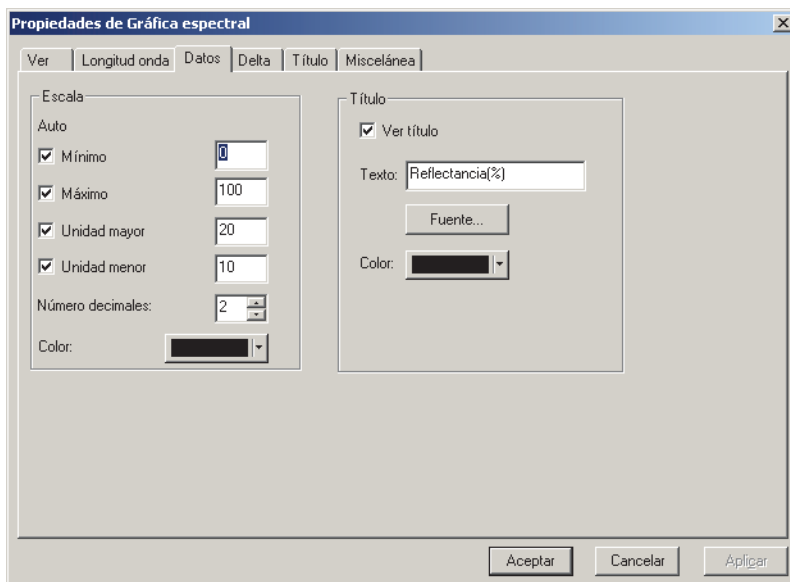 Propiedades de Gráfica espectral
Ver Longitud onda Datos Delta Título Miscelánea
Escala
Auto
Mínimo 0
Máximo 100
Unidad mayor 20
Unidad menor 10
Número decimales: 2
Color:
Título
Ver título
Texto: Reflectancia(%)
Fuente...
Color:
Aceptar Cancelar Aplicar